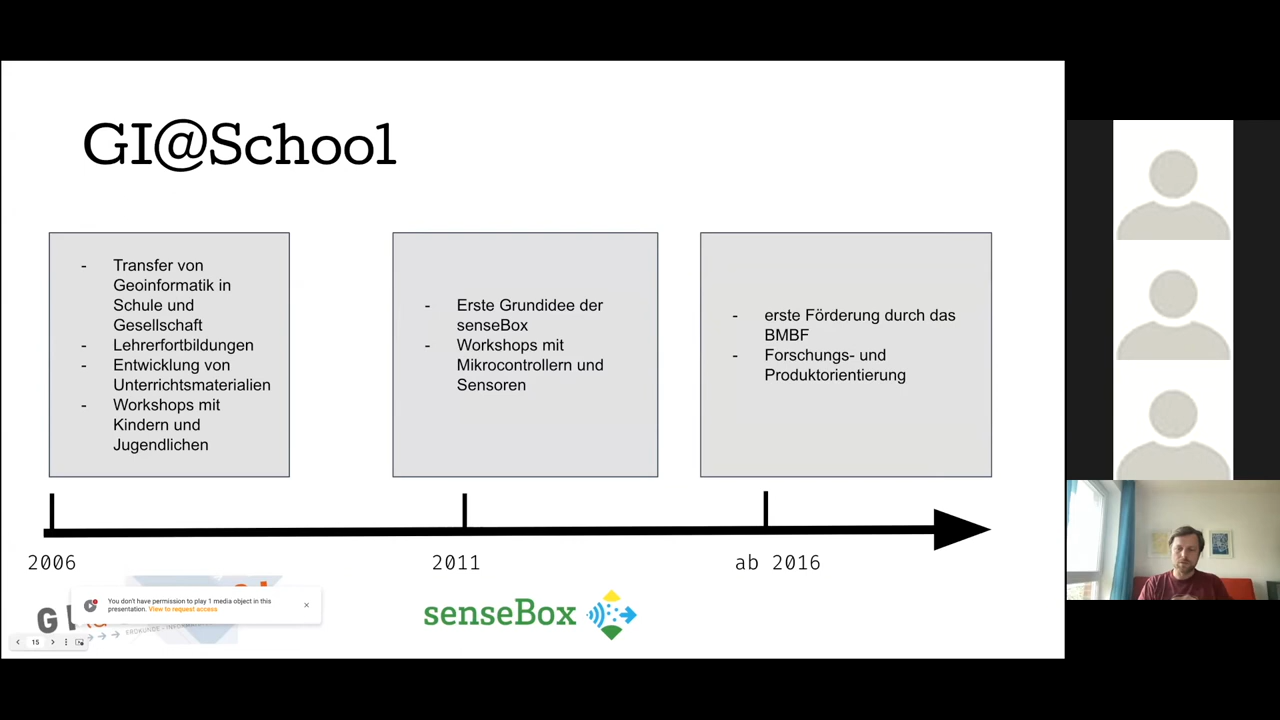 GI@School
- Transfer von
Geoinformatik in
Schule und
Gesellschaft
- Lehrerfortbildungen
- Entwicklung von
Unterrichtsmaterialien
- Workshops mit
Kindern und
Jugendlichen
- Erste Grundidee der
senseBox
- Workshops mit
Mikrocontrollern und
Sensoren
- erste Förderung durch das
BMBF
- Forschungs- und
Produktorientierung
2006
2011
ab 2016
You don't have permission to play 1 media object in this
presentation. View to request access
senseBox
15